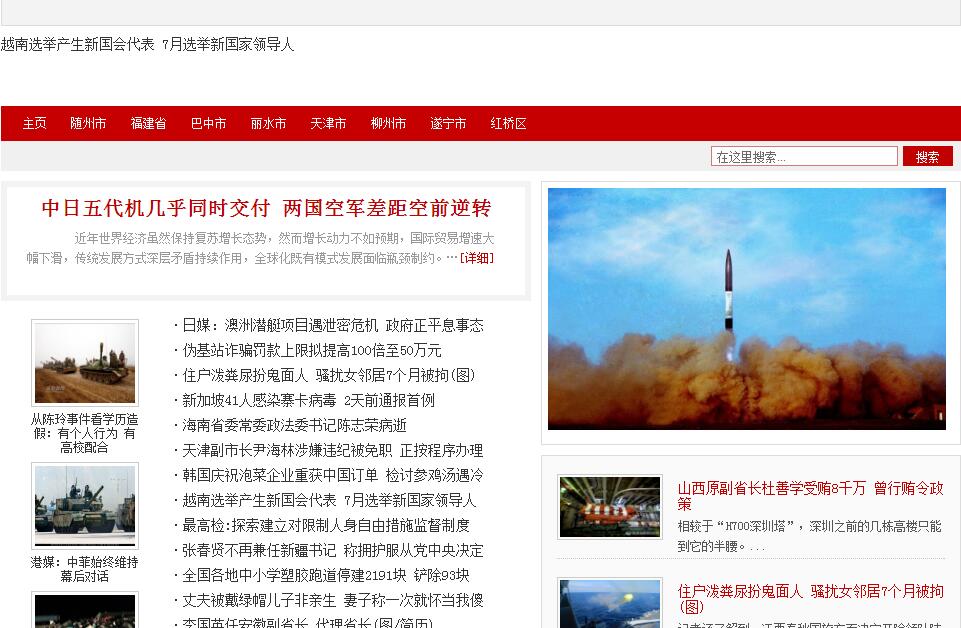 越南选举产生新国会代表 7月选举新国家领导人
主页 随州市 福建省 巴中市 丽水市 天津市 柳州市 遂宁市 红桥区
在这里搜索... 搜索
中日五代机几乎同时交付 两国空军差距空前逆转
近年世界经济虽然保持复苏增长态势，然而增长动力不如预期，国际贸易增速大
幅下滑，传统发展方式深层矛盾持续作用，全球化既有模式发展面临瓶颈制约。…[详细]
从陈玲事件看学历造
假：有个人行为 有
高校配合
港媒：中菲始终维持
幕后对话
·日媒：澳洲潜艇项目遇泄密危机 政府正平息事态
·伪基站诈骗罚款上限拟提高100倍至50万元
·住户泼粪尿扮鬼面人 骚扰女邻居7个月被拘(图)
·新加坡41人感染寨卡病毒 2天前通报首例
·海南省委常委政法委书记陈志荣病逝
·天津副市长尹海林涉嫌违纪被免职 正按程序办理
·韩国庆祝泡菜企业重获中国订单 检讨参鸡汤遇冷
·越南选举产生新国会代表 7月选举新国家领导人
·最高检:探索建立对限制人身自由措施监督制度
·张春贤不再兼任新疆书记 称拥护服从党中央决定
·全国各地中小学塑胶跑道停建2191块 铲除93块
·丈夫被戴绿帽儿子非亲生 妻子称一次就怀当我傻
·李国英任安徽副省长 代理省长(图/简历)
山西原副省长杜善学受贿8千万 曾行贿令政
策
相较于“H700深圳塔”，深圳之前的几栋高楼只能
到它的半腰。...
住户泼粪尿扮鬼面人 骚扰女邻居7个月被拘
(图)